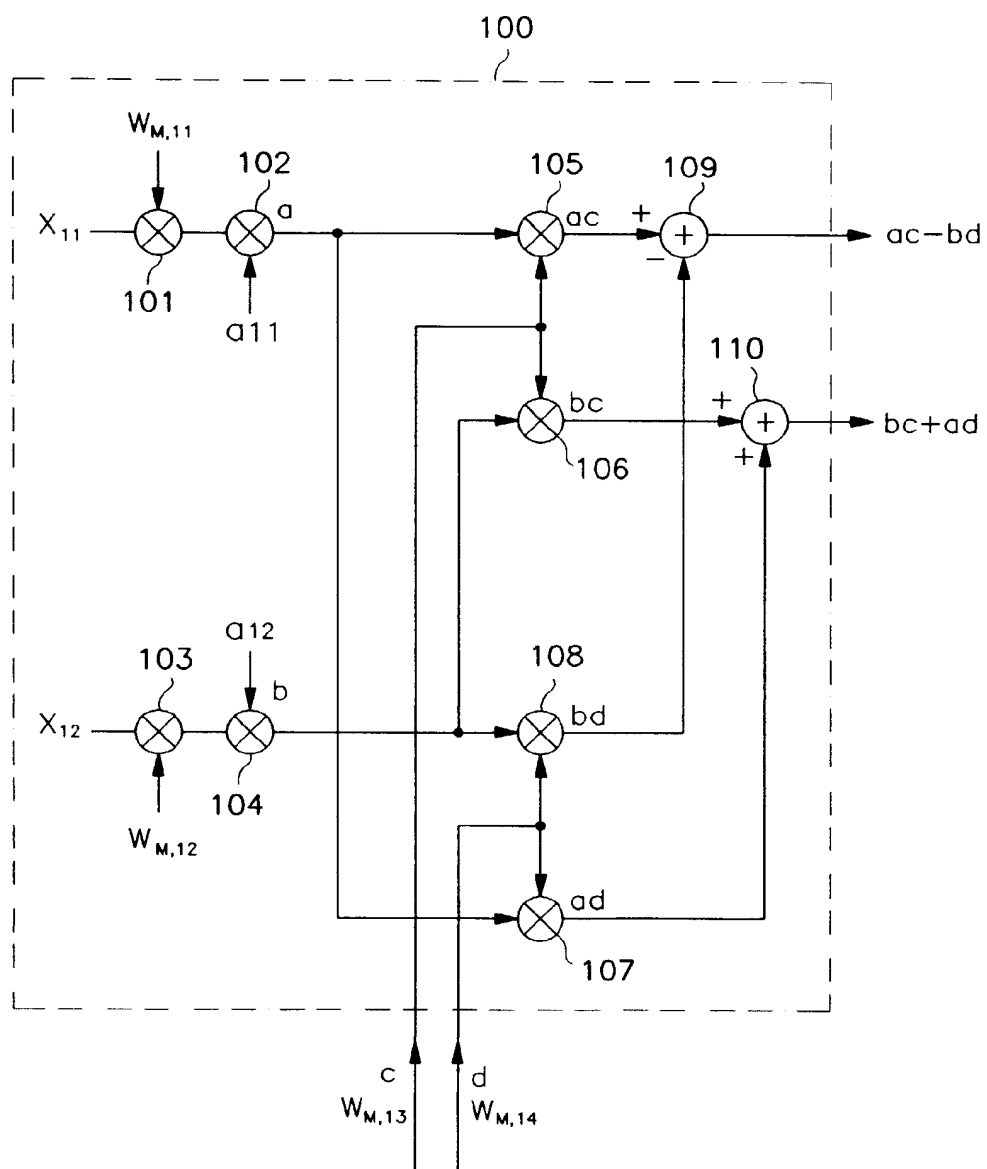 100
W_M,11
102
105
109
a
ac
+
X_11
+
ac-bd
−
101
a11
110
bc
+
+
bc+ad
+
106
a12
103
108
b
bd
X_12
104
W_M,12
ad
107
c
d
W_M,13
W_M,14